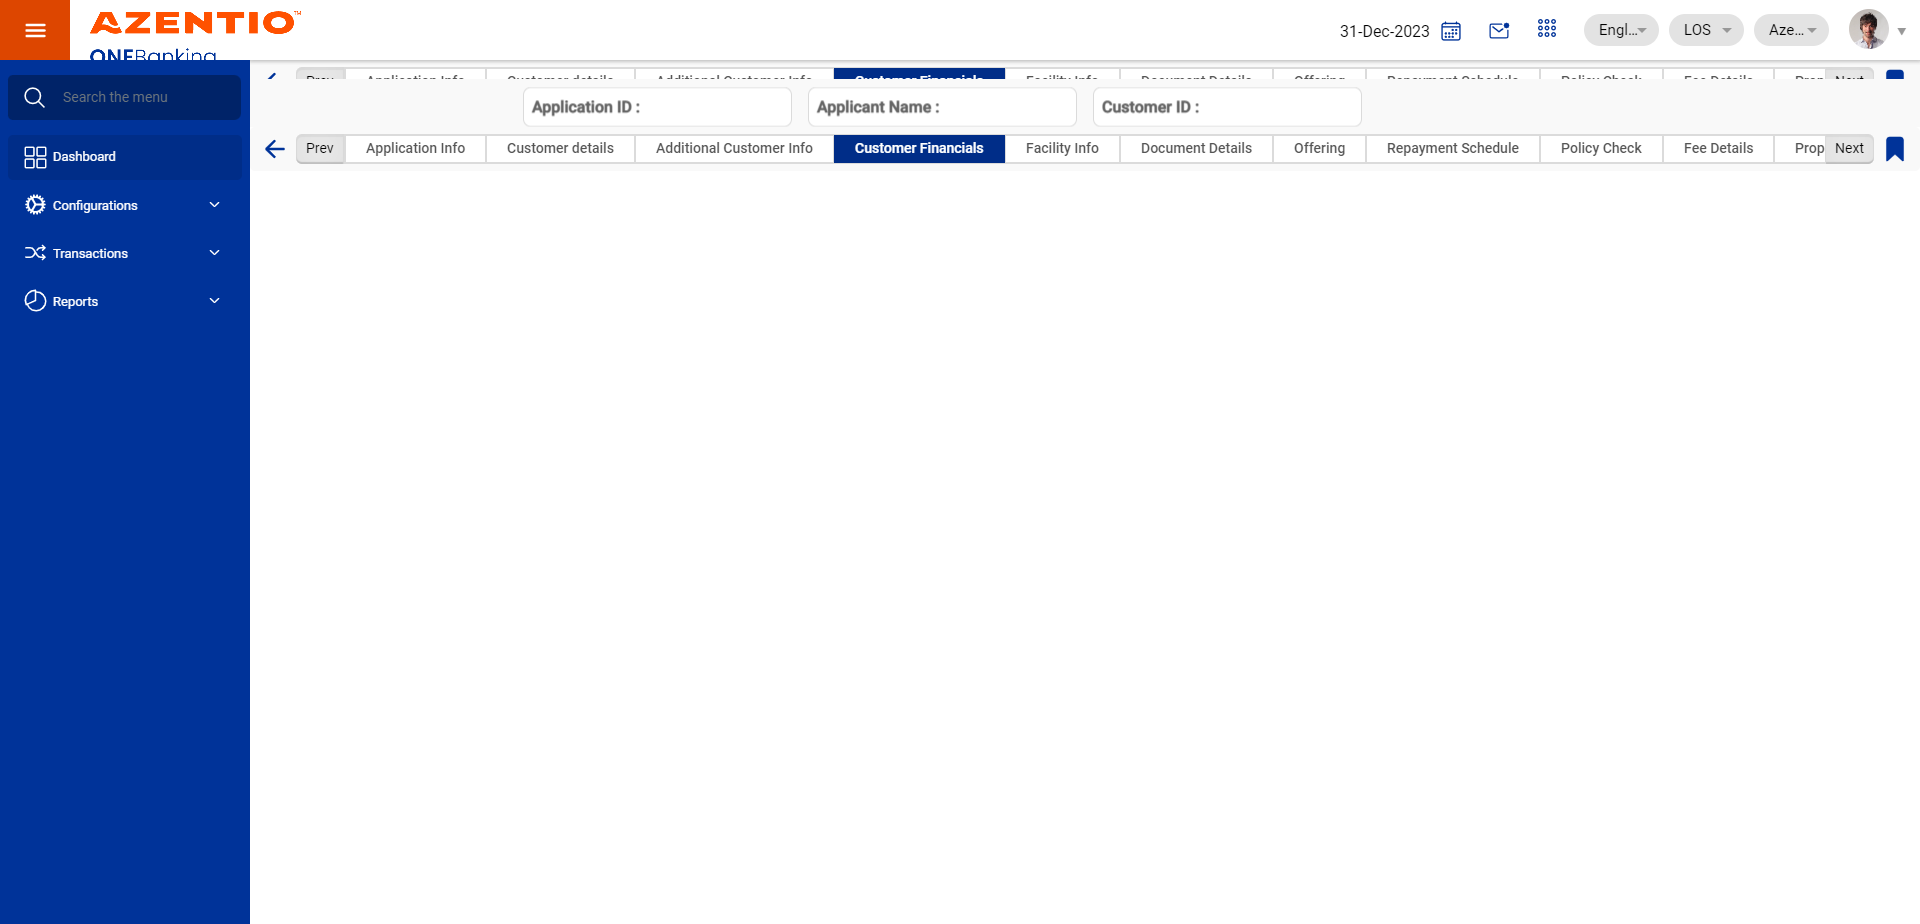 AZENTIO™
ONEBanking
31-Dec-2023
Engl...
LOS
Aze...
Search the menu
Dashboard
Configurations
Transactions
Reports
Prev Application Info Customer details Additional Customer Info Customer Financials Facility Info Document Details Offering Repayment Schedule Policy Check Fee Details Prop Next
Application ID :
Applicant Name :
Customer ID :
Prev Application Info Customer details Additional Customer Info Customer Financials Facility Info Document Details Offering Repayment Schedule Policy Check Fee Details Prop Next